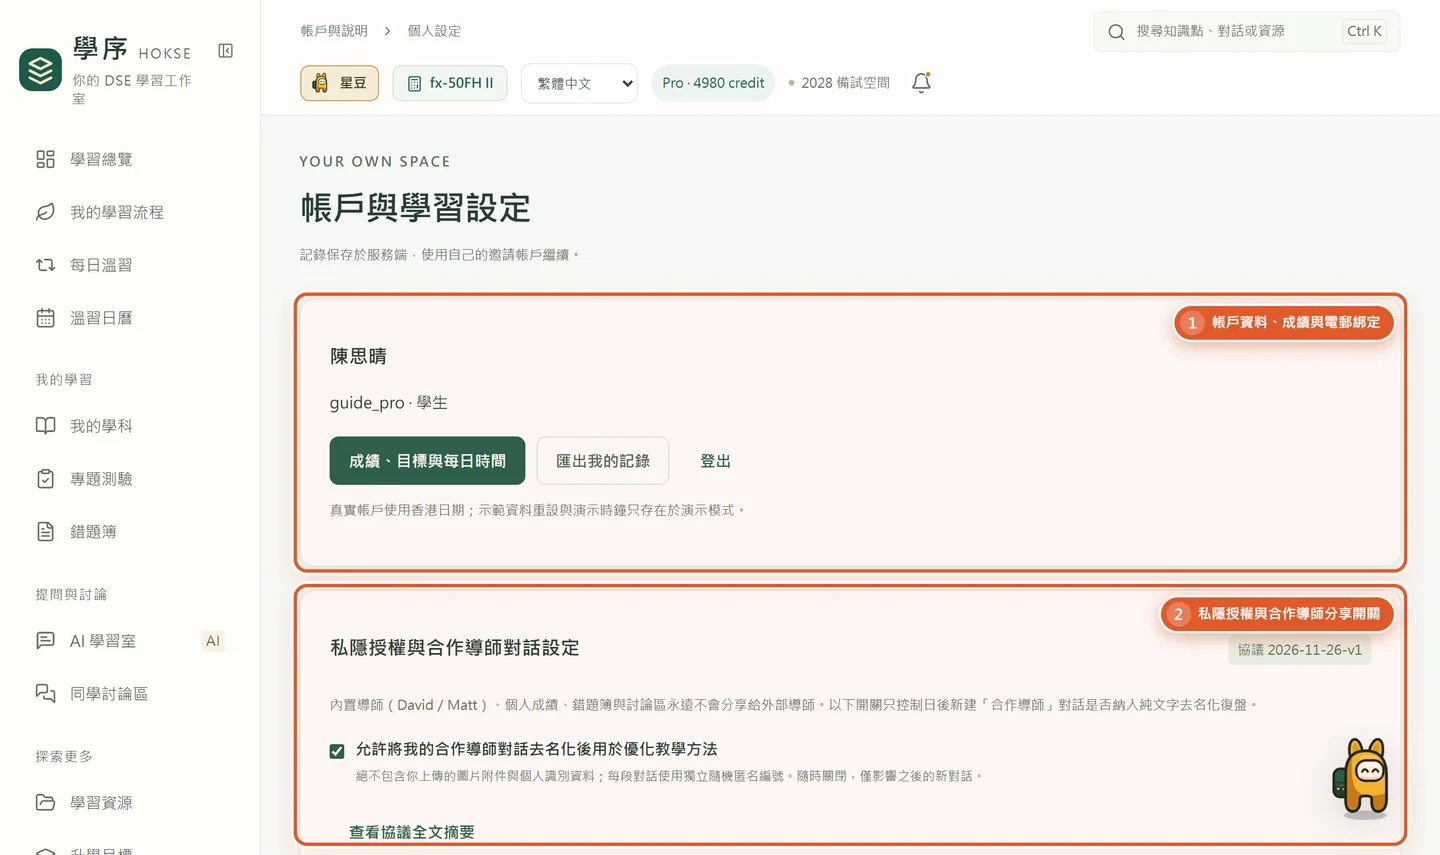 學序 HOKSE
你的 DSE 學習工作
室
學習總覽
我的學習流程
每日溫習
溫習日曆
我的學習
我的學科
專題測驗
錯題簿
提問與討論
AI 學習室 AI
同學討論區
探索更多
學習資源
帳戶與說明 > 個人設定
搜尋知識點、對話或資源 Ctrl K
星豆 fx-50FH II 繁體中文 Pro · 4980 credit 2028 備試空間
YOUR OWN SPACE
帳戶與學習設定
記錄保存於服務端，使用自己的邀請帳戶繼續。
1 帳戶資料、成績與電郵綁定
陳思晴
guide_pro · 學生
成績、目標與每日時間 匯出我的記錄 登出
真實帳戶使用香港日期；示範資料重設與演示時鐘只存在於演示模式。
2 私隱授權與合作導師分享開關
私隱授權與合作導師對話設定
協議 2026-11-26-v1
內置導師（David / Matt）、個人成績、錯題簿與討論區永遠不會分享給外部導師。以下開關只控制日後新建「合作導師」對話是否納入純文字去名化復盤。
允許將我的合作導師對話去名化後用於優化教學方法
絕不包含你上傳的圖片附件與個人識別資料；每段對話使用獨立隨機匿名編號。隨時關閉，僅影響之後的新對話。
查看協議全文摘要